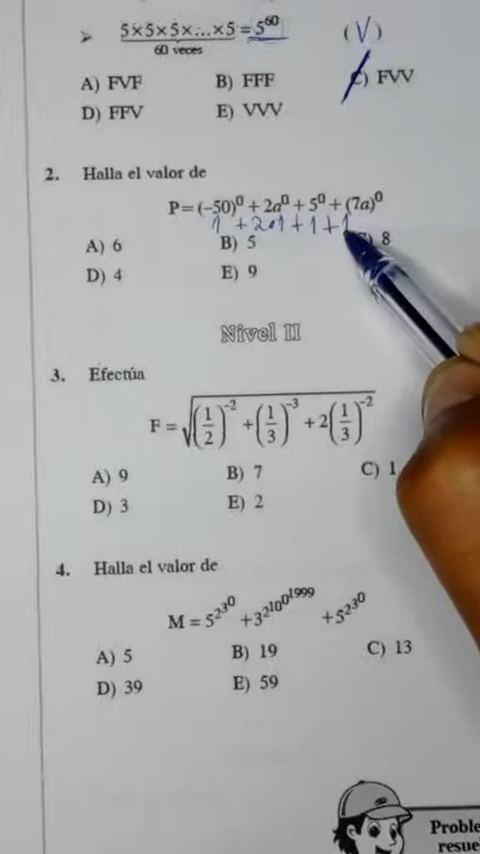 ➢ 5×5×5×...×5 = 5⁶⁰ (V)
60 veces
A) FVF B) FFF C) FVV
D) FFV E) VVV
2. Halla el valor de
P = (−50)⁰ + 2a⁰ + 5⁰ + (7a)⁰
1 + 2·1 + 1 + 1
A) 6 B) 5 8
D) 4 E) 9
Nivel II
3. Efectúa
F = √((1/2)⁻² + (1/3)⁻³ + 2(1/3)⁻²)
A) 9 B) 7 C) 1
D) 3 E) 2
4. Halla el valor de
M = 5^2^3^0 + 3^2^10^0^1999 + 5^2^3^0
A) 5 B) 19 C) 13
D) 39 E) 59
Proble
resue